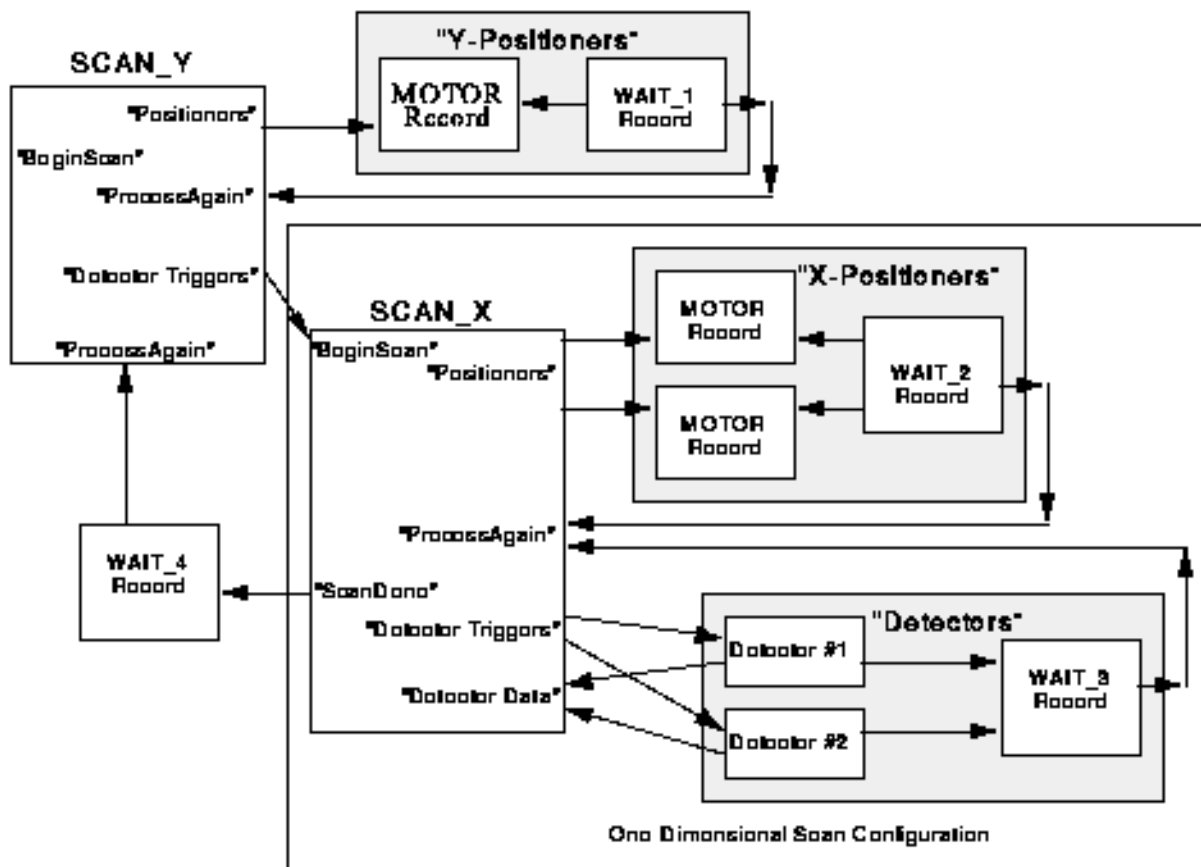 "Y-Positioners"
SCAN_Y
MOTOR
Record
WAIT_1
Record
"Positioners"
"BeginScan"
"ProcessAgain"
"Detector Triggers"
"ProcessAgain"
"X-Positioners"
SCAN_X
MOTOR
Record
"BeginScan"
"Positioners"
WAIT_2
Record
MOTOR
Record
"ProcessAgain"
WAIT_4
Record
"ScanDone"
"Detectors"
"Detector Triggers"
Detector #1
WAIT_3
Record
"Detector Data"
Detector #2
One Dimensional Scan Configuration